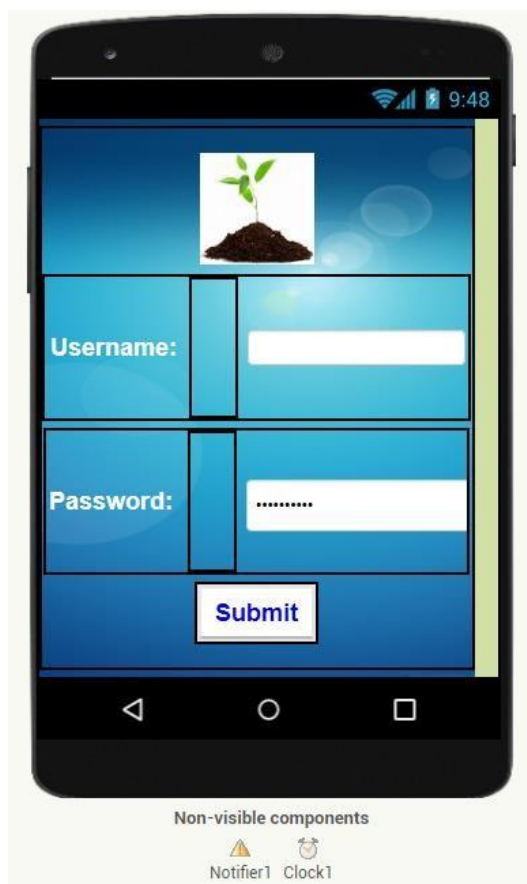 9:48
Username:
Password:
••••••••••
Submit
Non-visible components
Notifier1 Clock1